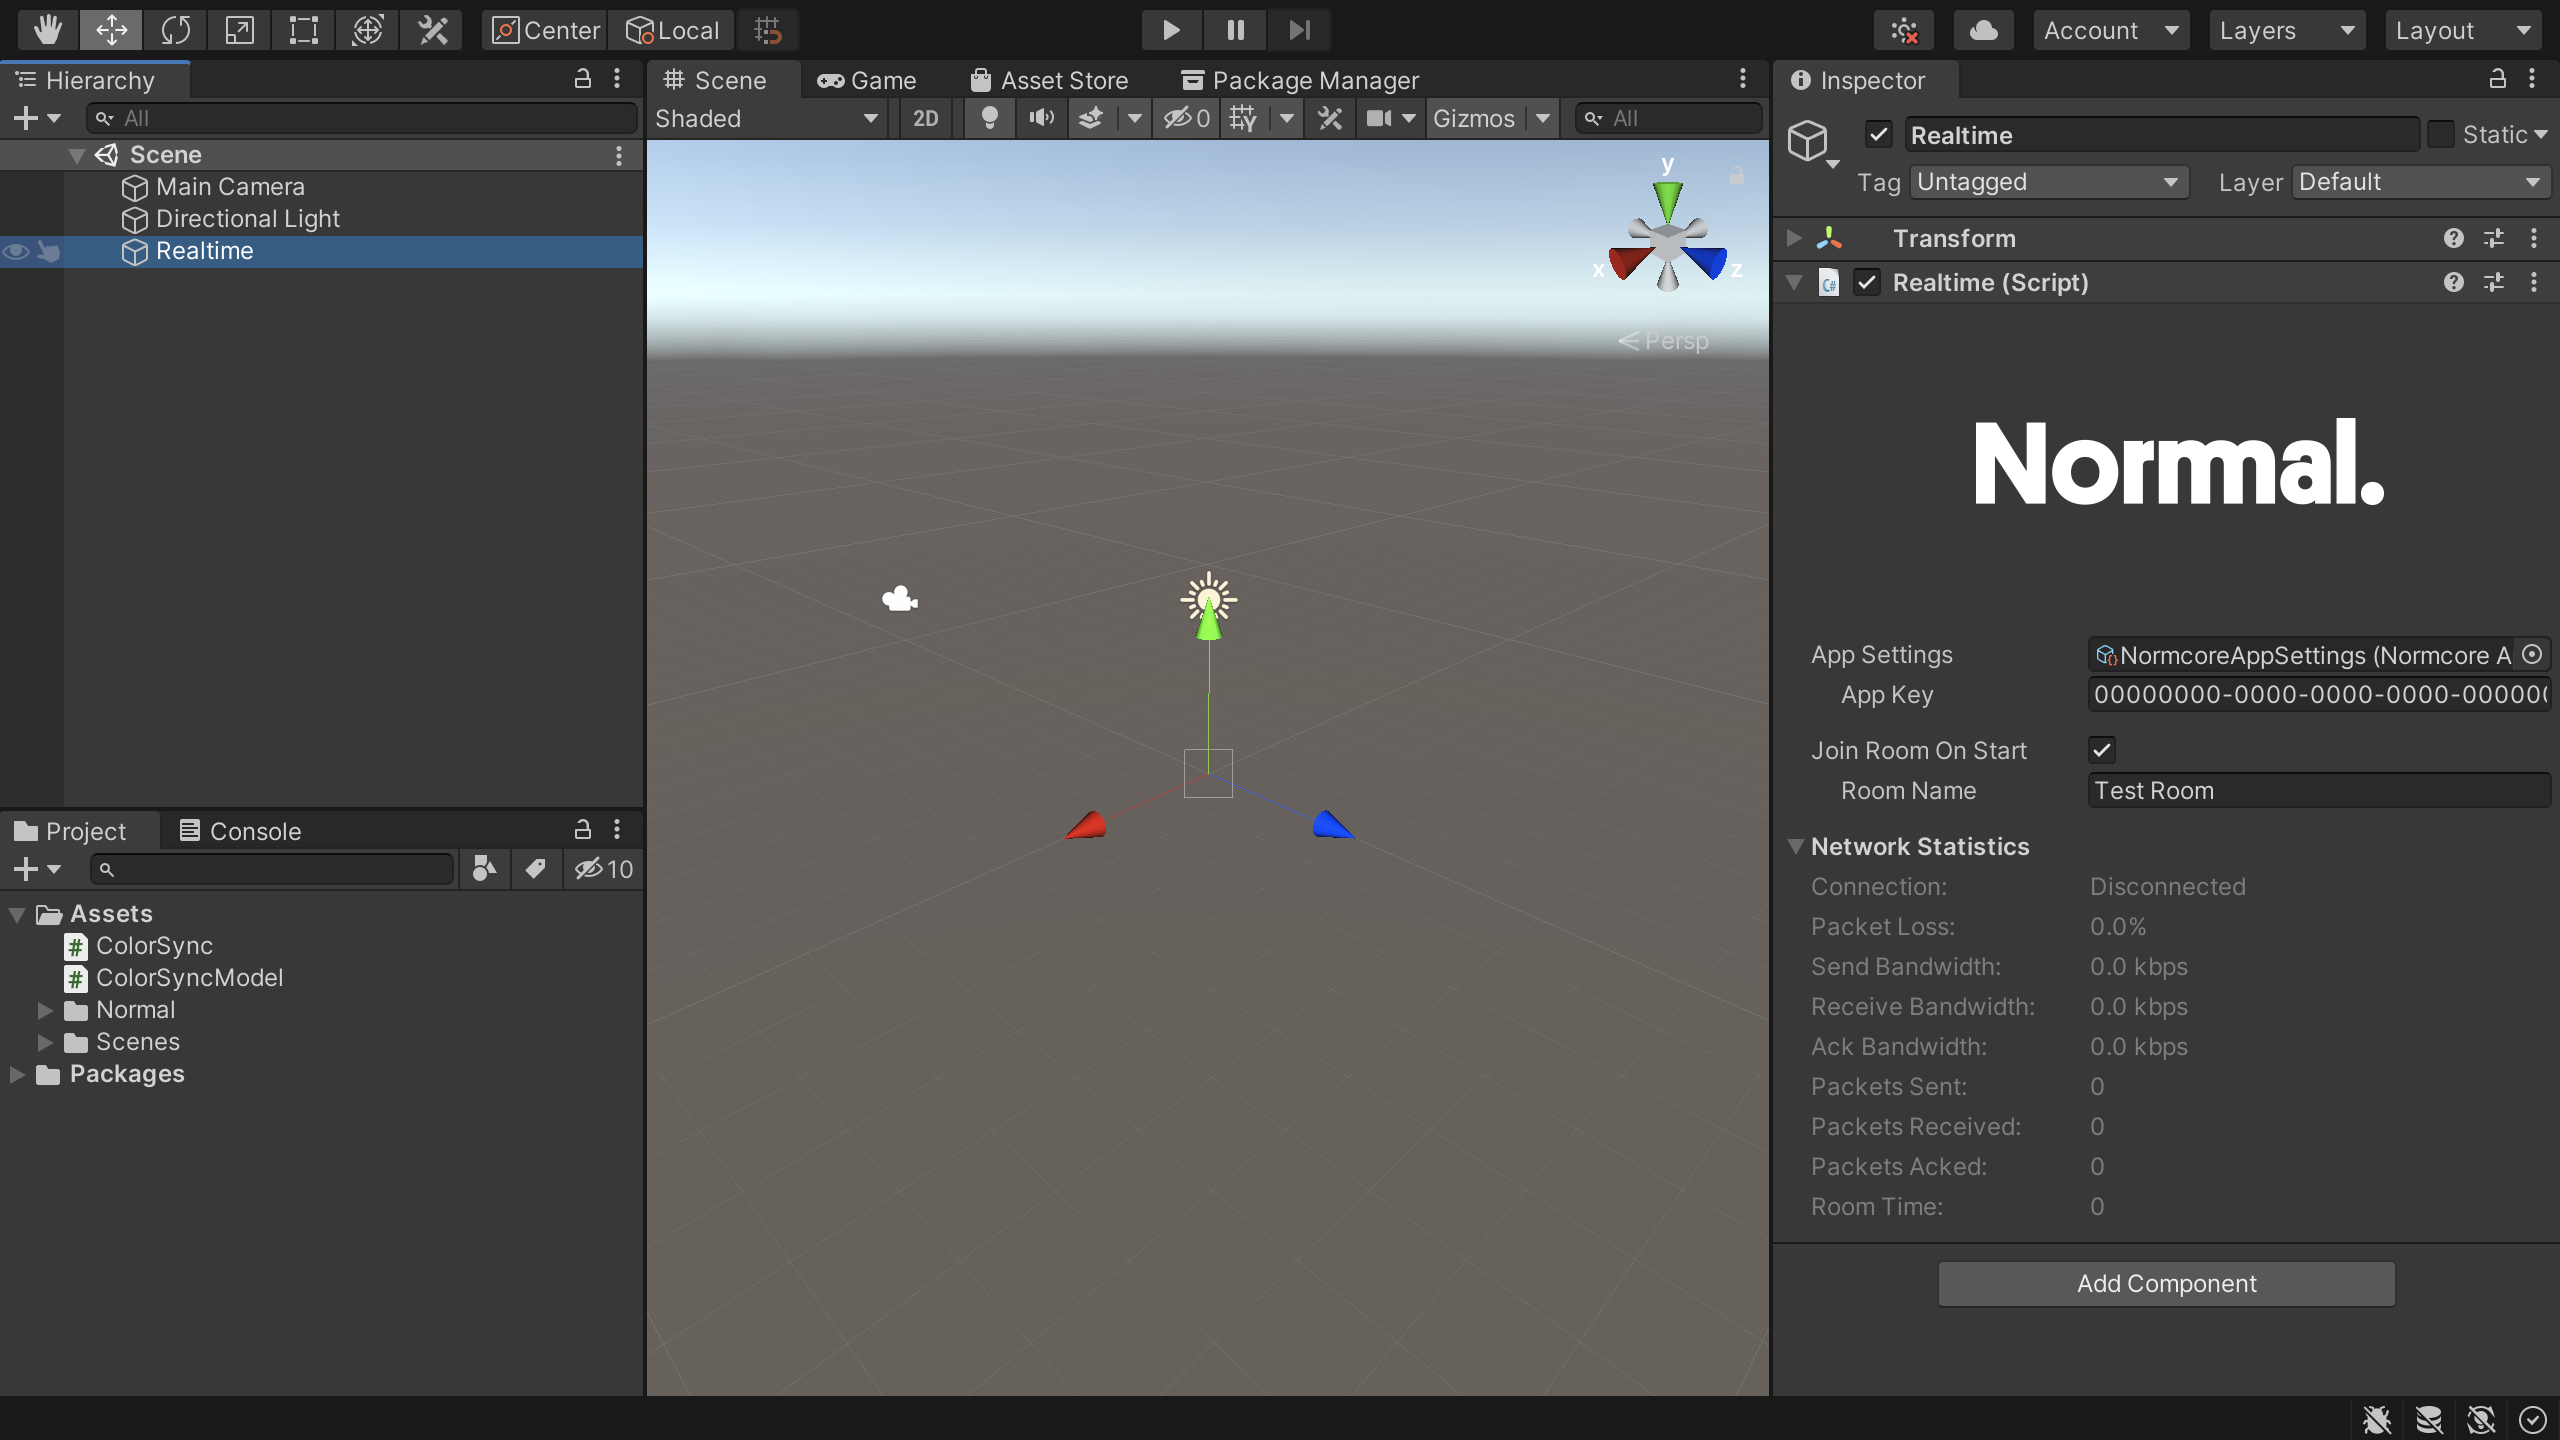 Center Local Account Layers Layout
Hierarchy
All
Scene
Main Camera
Directional Light
Realtime
Scene Game Asset Store Package Manager
Shaded 2D 0 Gizmos All
y
x z
Persp
Project Console
10
Assets
ColorSync
ColorSyncModel
Normal
Scenes
Packages
Inspector
Realtime Static
Tag Untagged Layer Default
Transform
Realtime (Script)
Normal.
App Settings NormcoreAppSettings (Normcore A
App Key 00000000-0000-0000-0000-00000
Join Room On Start
Room Name Test Room
Network Statistics
Connection: Disconnected
Packet Loss: 0.0%
Send Bandwidth: 0.0 kbps
Receive Bandwidth: 0.0 kbps
Ack Bandwidth: 0.0 kbps
Packets Sent: 0
Packets Received: 0
Packets Acked: 0
Room Time: 0
Add Component